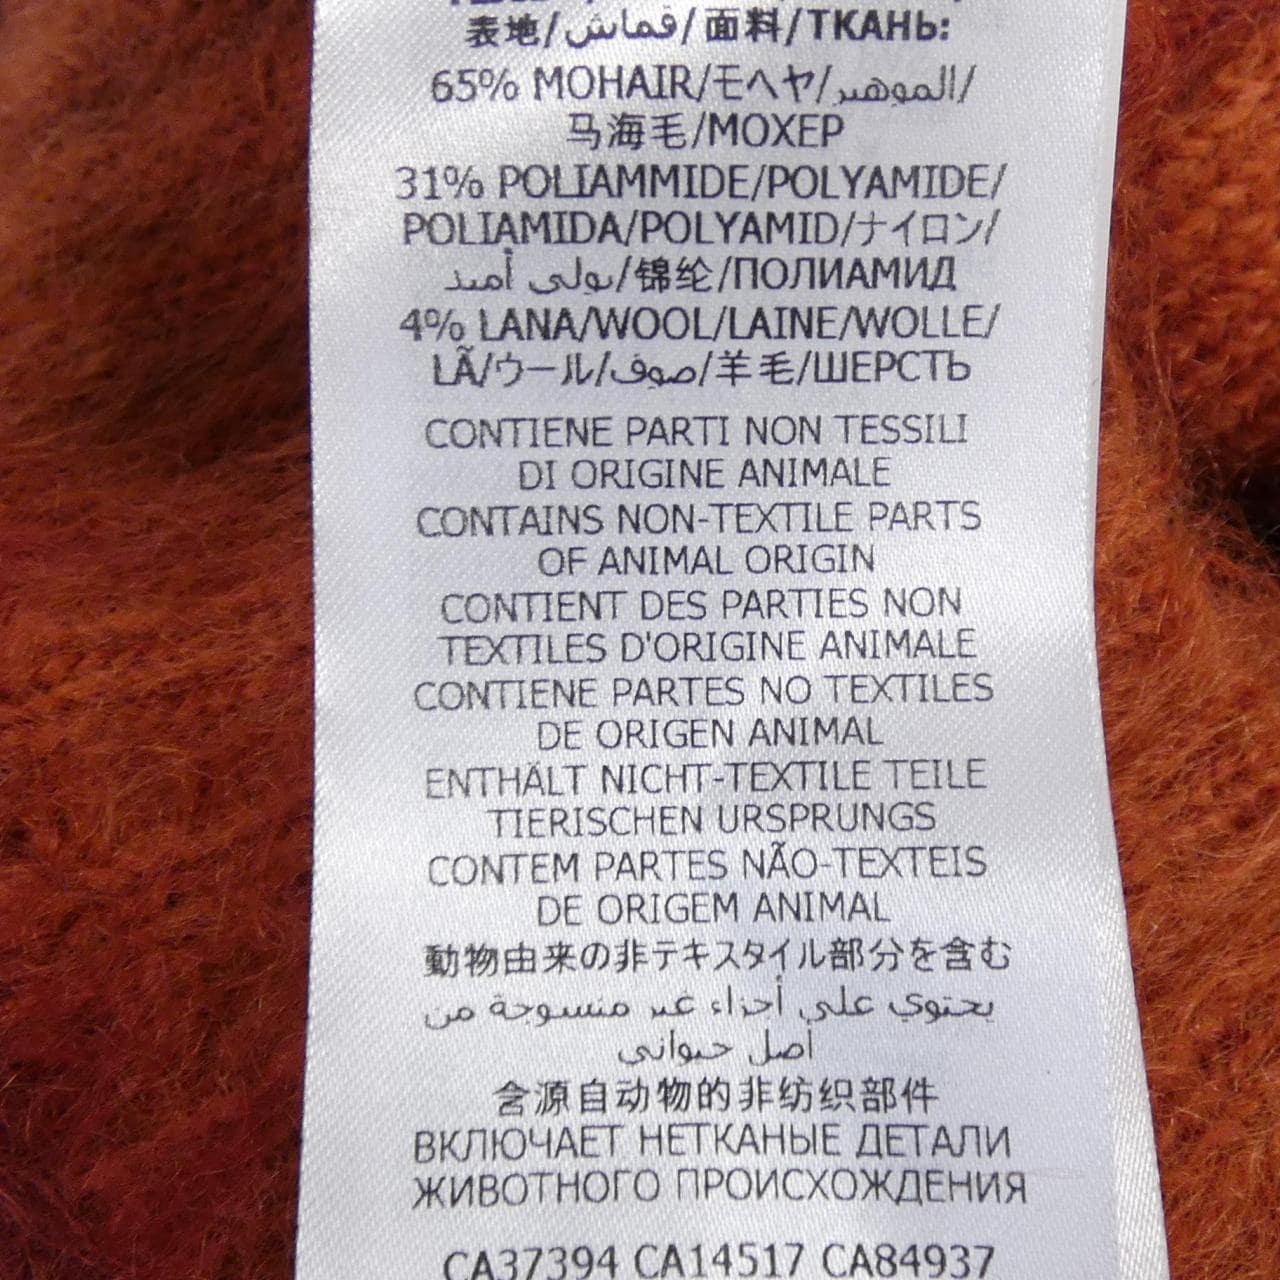 表地/قماش/面料/ТКАНЬ:
65% MOHAIR/モヘヤ/الموهير/
马海毛/МОХЕР
31% POLIAMMIDE/POLYAMIDE/
POLIAMIDA/POLYAMID/ナイロン/
بولي أميد/锦纶/ПОЛИАМИД
4% LANA/WOOL/LAINE/WOLLE/
LÃ/ウール/صوف/羊毛/ШЕРСТЬ
CONTIENE PARTI NON TESSILI
DI ORIGINE ANIMALE
CONTAINS NON-TEXTILE PARTS
OF ANIMAL ORIGIN
CONTIENT DES PARTIES NON
TEXTILES D'ORIGINE ANIMALE
CONTIENE PARTES NO TEXTILES
DE ORIGEN ANIMAL
ENTHÄLT NICHT-TEXTILE TEILE
TIERISCHEN URSPRUNGS
CONTEM PARTES NÃO-TEXTEIS
DE ORIGEM ANIMAL
動物由来の非テキスタイル部分を含む
يحتوي على أجزاء غير منسوجة من
أصل حيواني
含源自动物的非纺织部件
ВКЛЮЧАЕТ НЕТКАНЫЕ ДЕТАЛИ
ЖИВОТНОГО ПРОИСХОЖДЕНИЯ
CA37394 CA14517 CA84937